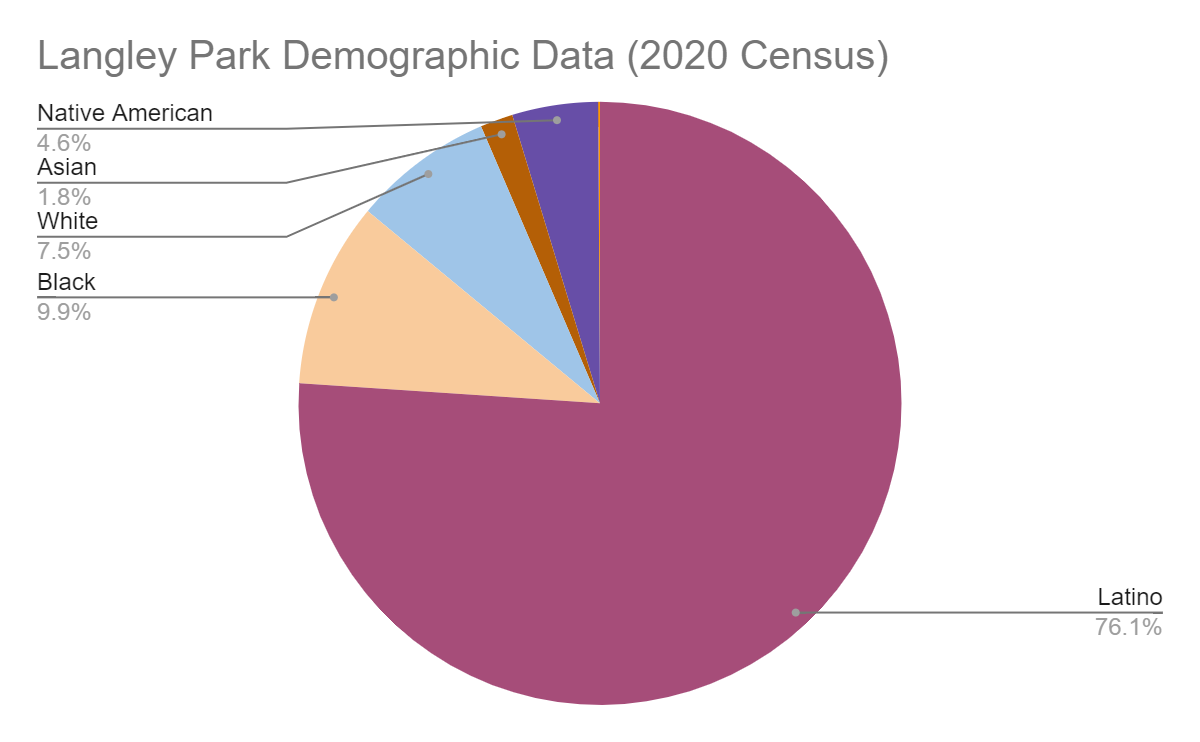 Langley Park Demographic Data (2020 Census)
Native American
4.6%
Asian
1.8%
White
7.5%
Black
9.9%
Latino
76.1%